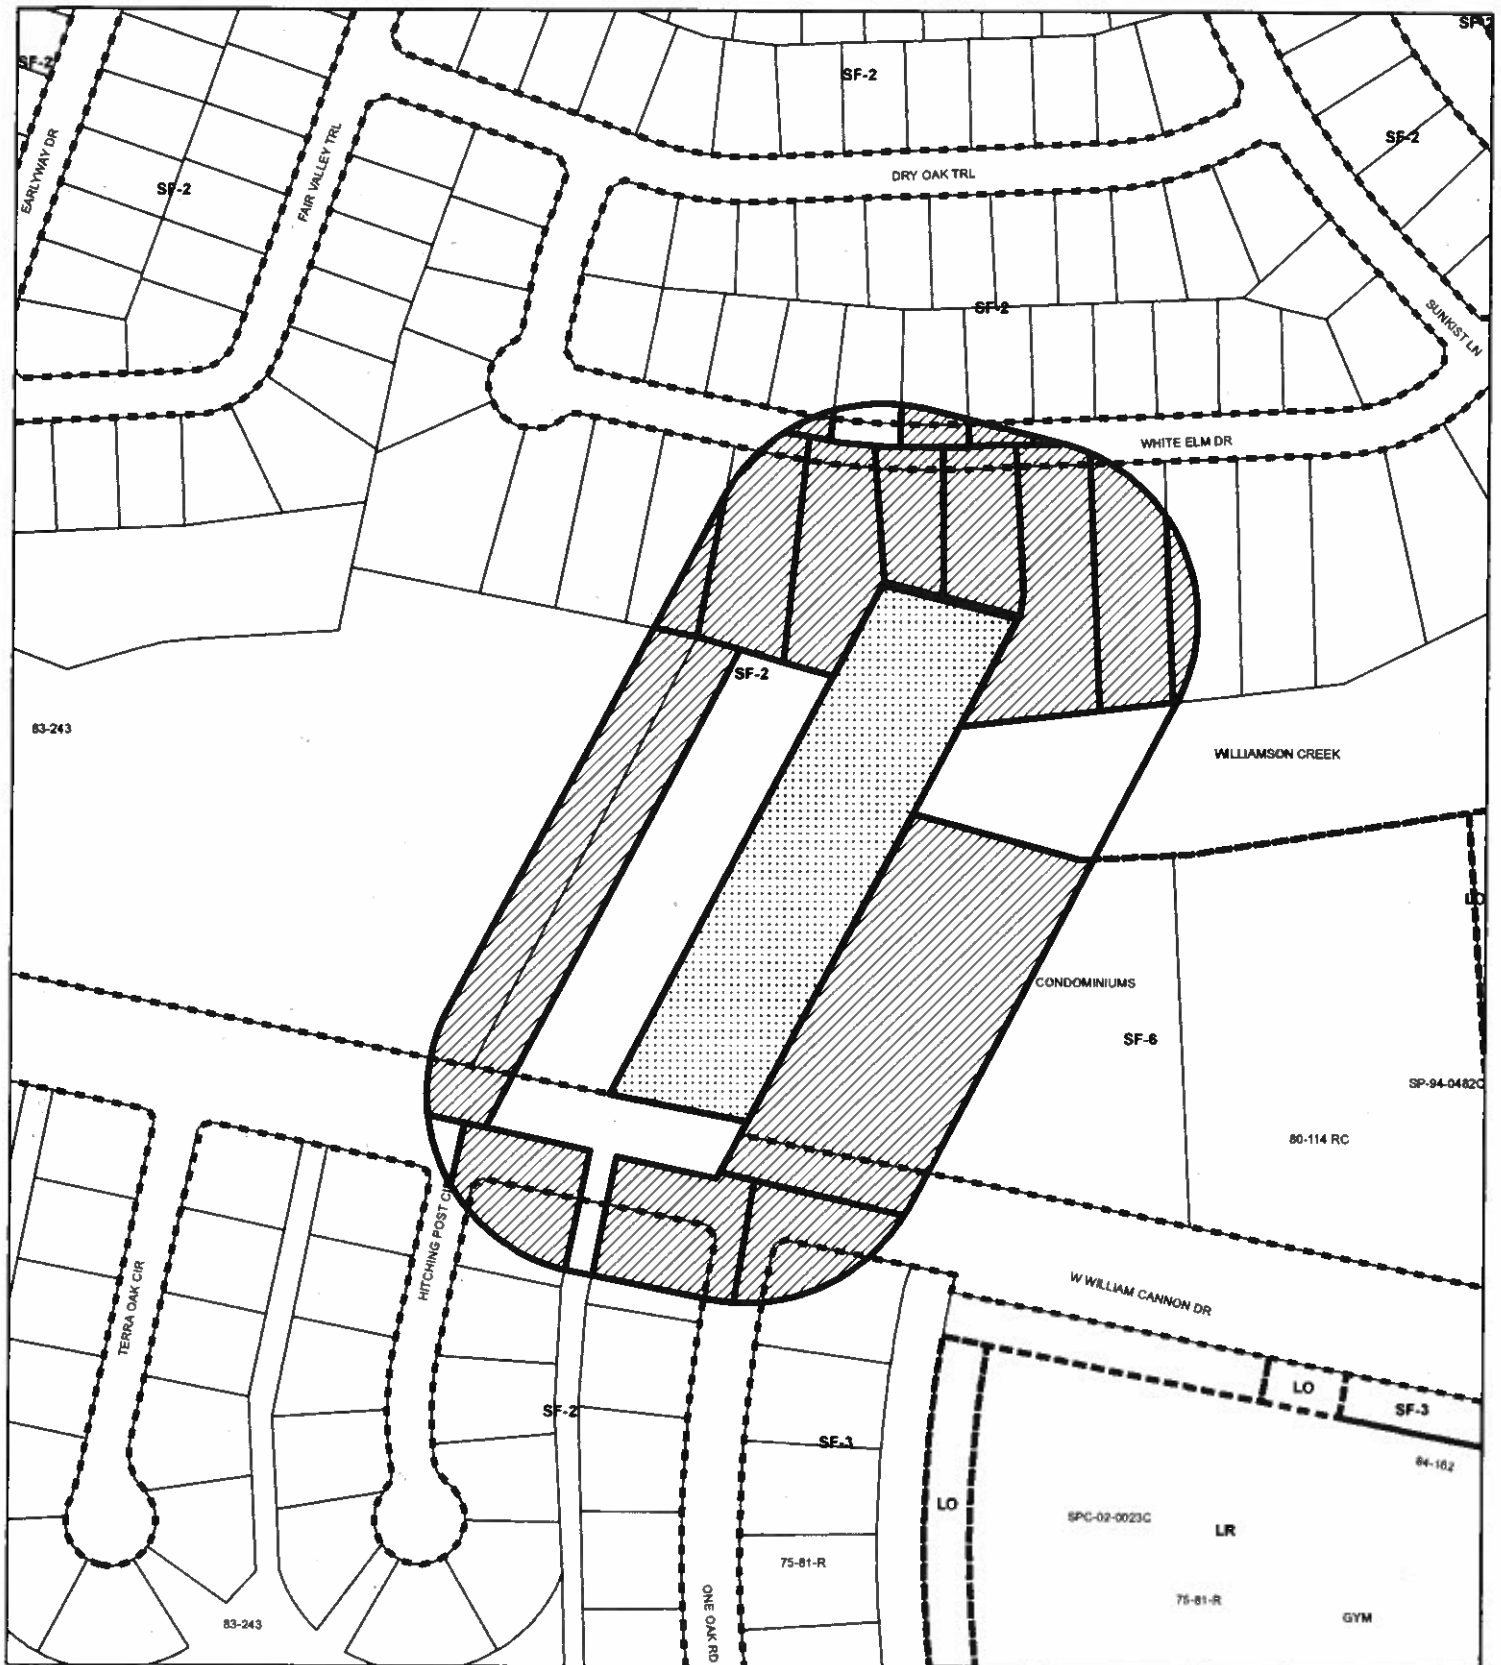 SF-2
SF-2
SF-2
SF-2
EARLYWAY DR
FAIR VALLEY TRL
SF-2
DRY OAK TRL
SF-2
SUNKIST LN
WHITE ELM DR
SF-2
83-243
WILLIAMSON CREEK
LO
CONDOMINIUMS
SF-6
SP-94-0482C
80-114 RC
HITCHING POST CIR
TERRA OAK CIR
W WILLIAM CANNON DR
LO
SF-3
SF-2
SF-3
84-162
LO
SPC-02-0023C
LR
75-81-R
75-81-R
ONE OAK RD
GYM
83-243